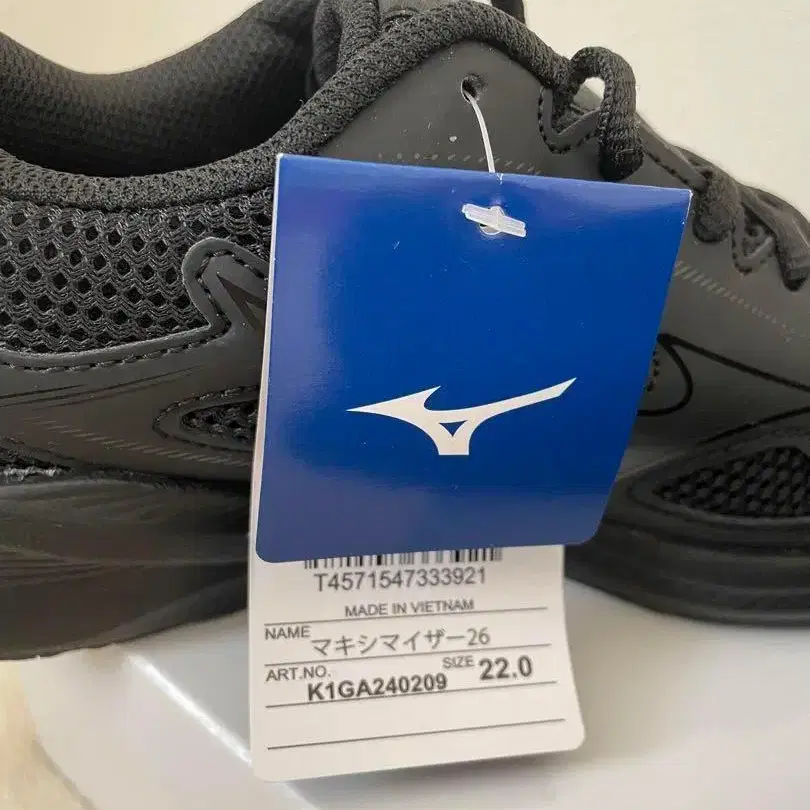 T4571547333921
MADE IN VIETNAM
NAME マキシマイザー26
ART.NO. K1GA240209 SIZE 22.0